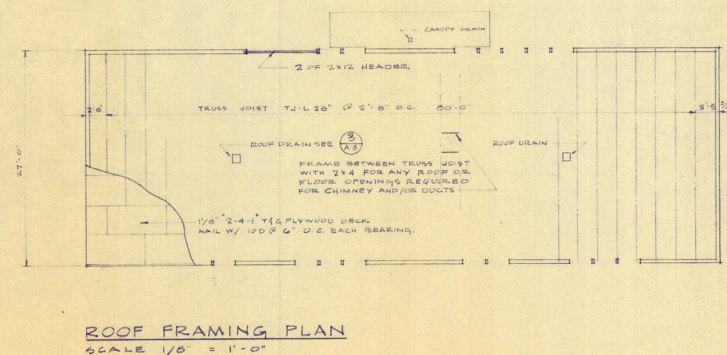 CANOPY DRAIN
2 OF 2X12 HEADER.
2'-8"
TRUSS JOIST TJ-L 28" @ 2'-8" O.C. 80'-0"
3'-5
27'-0"
ROOF DRAIN SEE
3
A-3
ROOF DRAIN
FRAME BETWEEN TRUSS JOIST
WITH 2X4 FOR ANY ROOF OR
FLOOR OPENINGS REQUIRED
FOR CHIMNEY AND/OR DUCTS
1 1/8" "2-4-1" T&G PLYWOOD DECK
NAIL W/ 10D @ 6" O.C. EACH BEARING.
ROOF FRAMING PLAN
SCALE 1/8" = 1'-0"